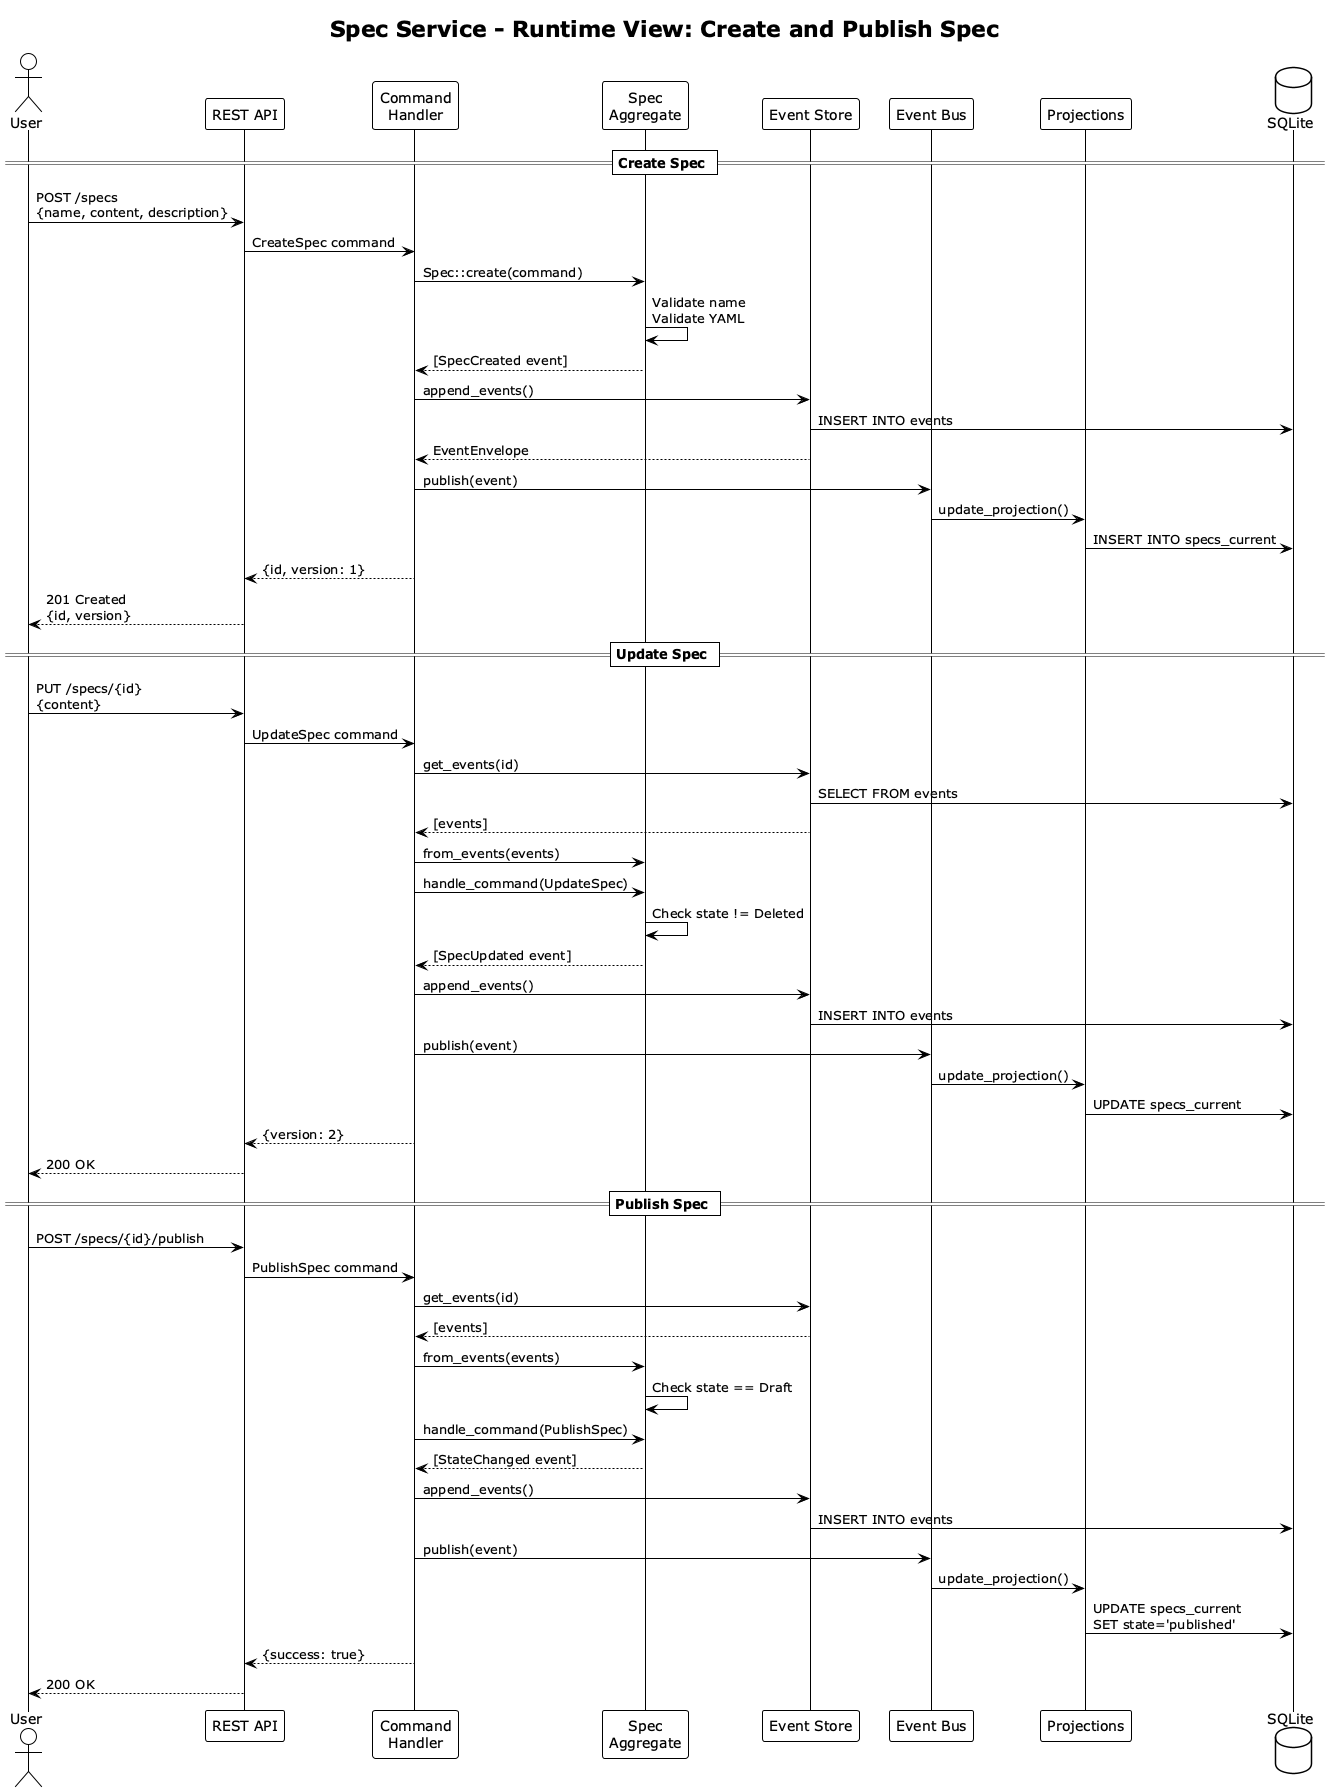 Spec Service - Runtime View: Create and Publish Spec
User
REST API
Command
Handler
Spec
Aggregate
Event Store
Event Bus
Projections
SQLite
Create Spec
POST /specs
{name, content, description}
CreateSpec command
Spec::create(command)
Validate name
Validate YAML
[SpecCreated event]
append_events()
INSERT INTO events
EventEnvelope
publish(event)
update_projection()
INSERT INTO specs_current
{id, version: 1}
201 Created
{id, version}
Update Spec
PUT /specs/{id}
{content}
UpdateSpec command
get_events(id)
SELECT FROM events
[events]
from_events(events)
handle_command(UpdateSpec)
Check state != Deleted
[SpecUpdated event]
append_events()
INSERT INTO events
publish(event)
update_projection()
UPDATE specs_current
{version: 2}
200 OK
Publish Spec
POST /specs/{id}/publish
PublishSpec command
get_events(id)
[events]
from_events(events)
Check state == Draft
handle_command(PublishSpec)
[StateChanged event]
append_events()
INSERT INTO events
publish(event)
update_projection()
UPDATE specs_current
SET state='published'
{success: true}
200 OK
User
REST API
Command
Handler
Spec
Aggregate
Event Store
Event Bus
Projections
SQLite